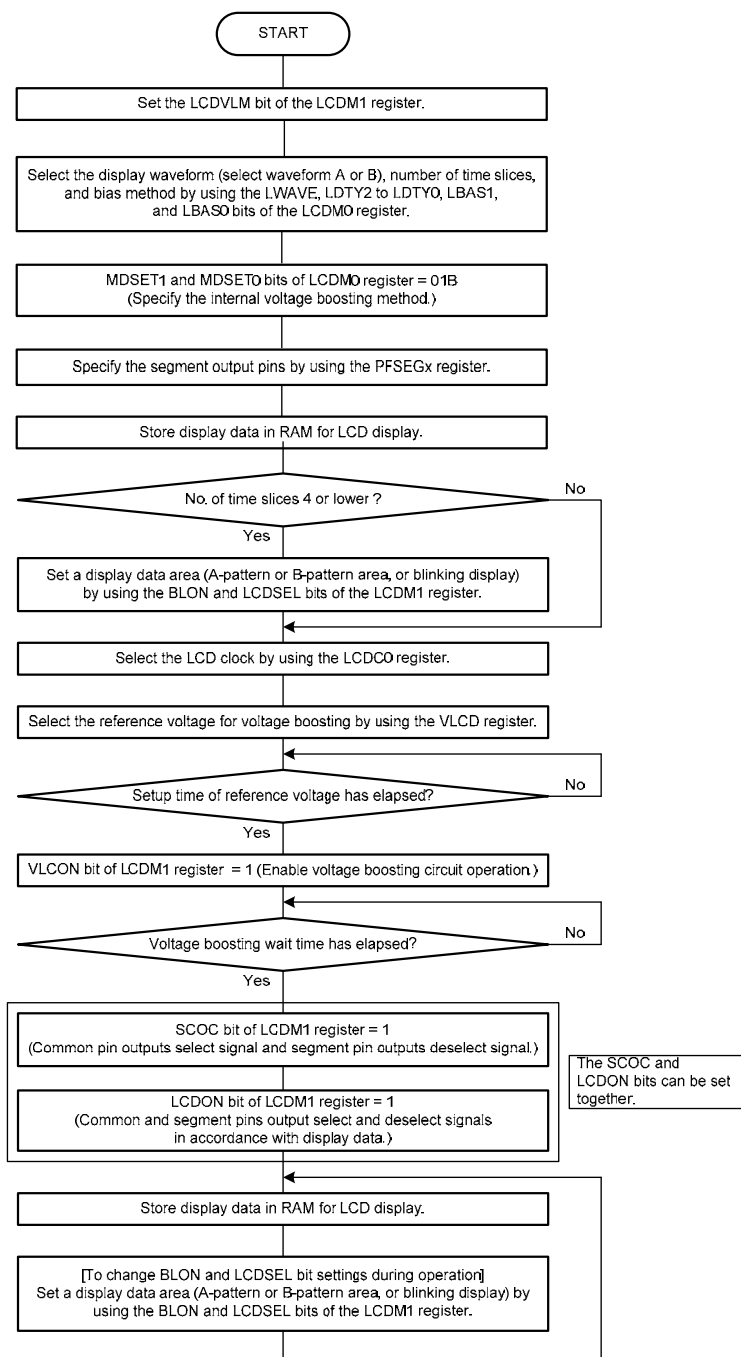 START
Set the LCDVLM bit of the LCDM1 register.
Select the display waveform (select waveform A or B), number of time slices,
and bias method by using the LWAVE, LDTY2 to LDTY0, LBAS1,
and LBAS0 bits of the LCDM0 register.
MDSET1 and MDSET0 bits of LCDM0 register = 01B
(Specify the internal voltage boosting method.)
Specify the segment output pins by using the PFSEGx register.
Store display data in RAM for LCD display.
No. of time slices 4 or lower ?
No
Yes
Set a display data area (A-pattern or B-pattern area, or blinking display)
by using the BLON and LCDSEL bits of the LCDM1 register.
Select the LCD clock by using the LCDC0 register.
Select the reference voltage for voltage boosting by using the VLCD register.
Setup time of reference voltage has elapsed?
No
Yes
VLCON bit of LCDM1 register = 1 (Enable voltage boosting circuit operation.)
Voltage boosting wait time has elapsed?
No
Yes
SCOC bit of LCDM1 register = 1
(Common pin outputs select signal and segment pin outputs deselect signal.)
The SCOC and
LCDON bits can be set
together.
LCDON bit of LCDM1 register = 1
(Common and segment pins output select and deselect signals
in accordance with display data.)
Store display data in RAM for LCD display.
[To change BLON and LCDSEL bit settings during operation]
Set a display data area (A-pattern or B-pattern area, or blinking display) by
using the BLON and LCDSEL bits of the LCDM1 register.